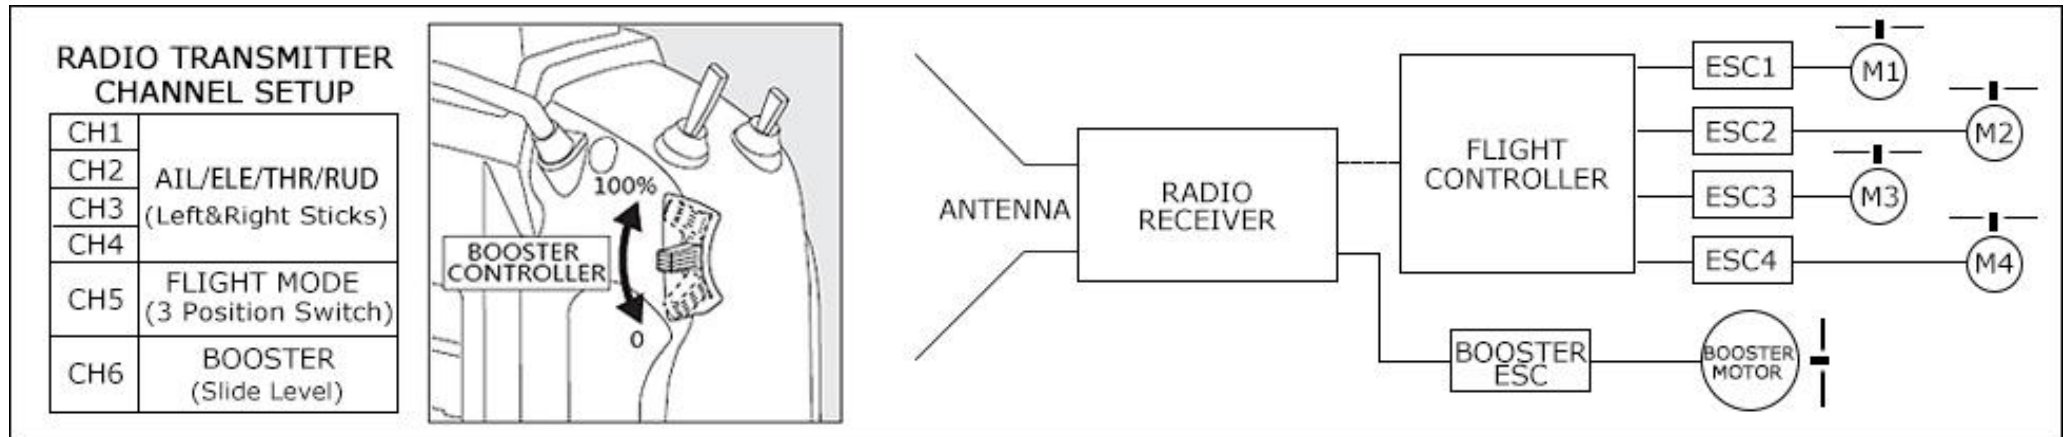 RADIO TRANSMITTER
CHANNEL SETUP
CH1
CH2
CH3
CH4
AIL/ELE/THR/RUD
(Left&Right Sticks)
CH5
FLIGHT MODE
(3 Position Switch)
CH6
BOOSTER
(Slide Level)
100%
BOOSTER
CONTROLLER
0
ANTENNA
RADIO
RECEIVER
FLIGHT
CONTROLLER
ESC1
M1
ESC2
M2
ESC3
M3
ESC4
M4
BOOSTER
ESC
BOOSTER
MOTOR